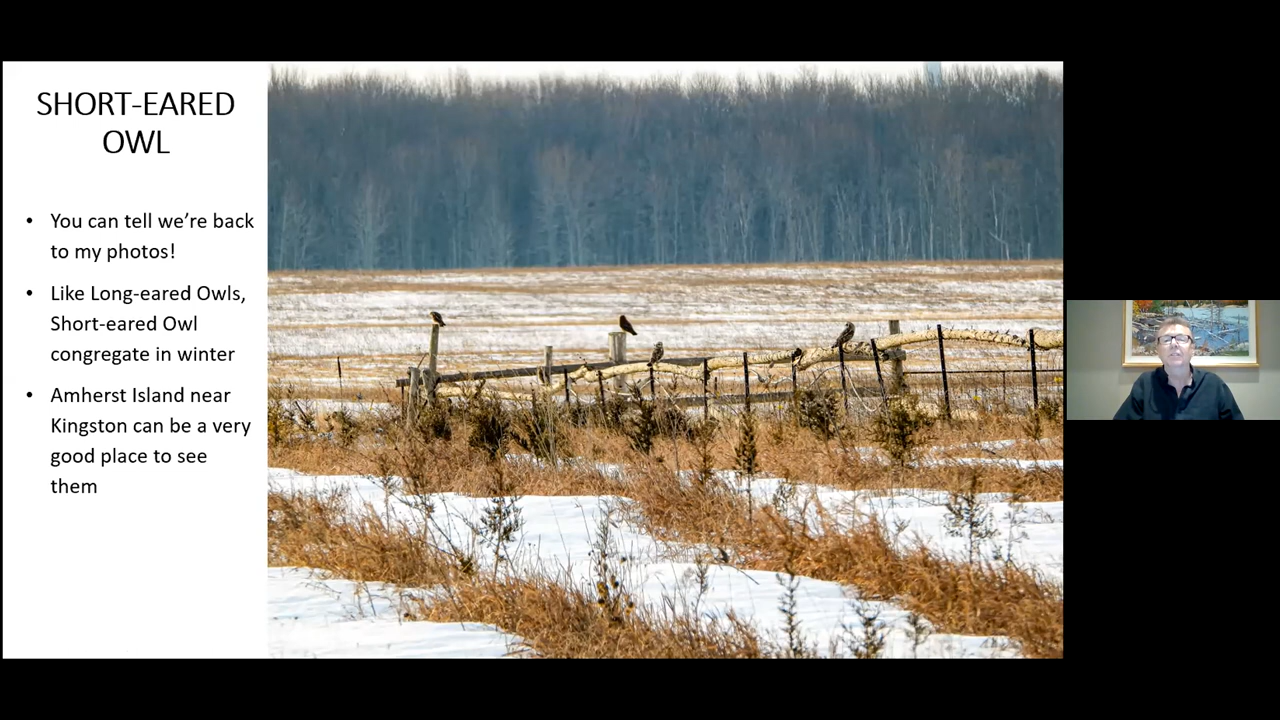 SHORT-EARED
OWL
• You can tell we’re back
to my photos!
• Like Long-eared Owls,
Short-eared Owl
congregate in winter
• Amherst Island near
Kingston can be a very
good place to see
them